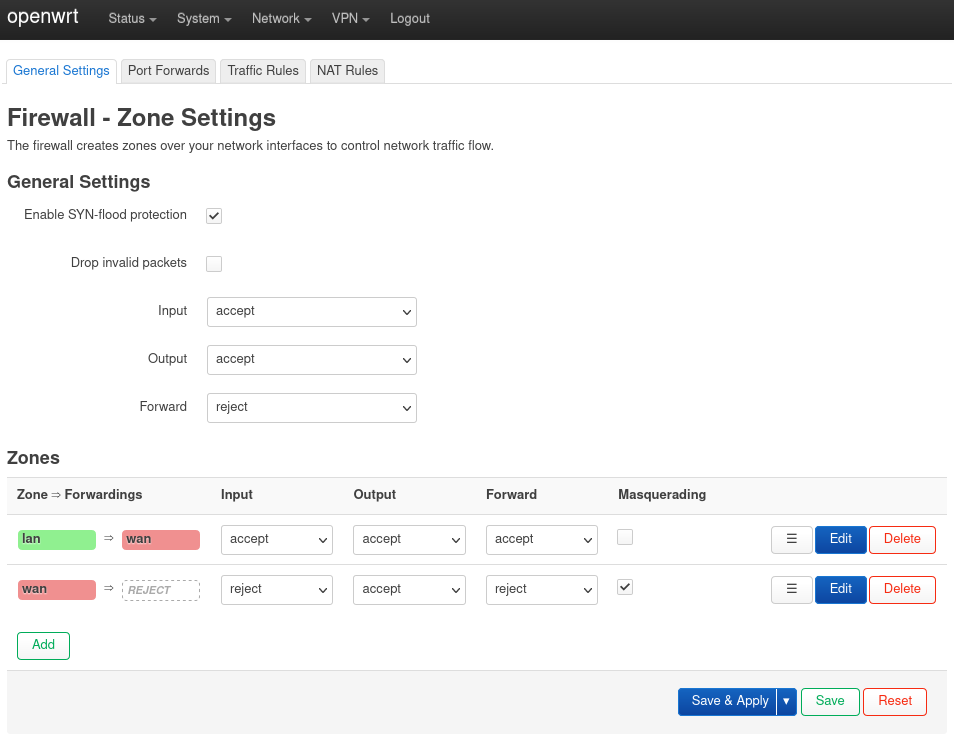 openwrt Status System Network VPN Logout
General Settings Port Forwards Traffic Rules NAT Rules
Firewall - Zone Settings
The firewall creates zones over your network interfaces to control network traffic flow.
General Settings
Enable SYN-flood protection
Drop invalid packets
Input accept
Output accept
Forward reject
Zones
Zone ⇒ Forwardings Input Output Forward Masquerading
lan ⇒ wan accept accept accept ☰ Edit Delete
wan ⇒ REJECT reject accept reject ☰ Edit Delete
Add
Save & Apply ▾ Save Reset